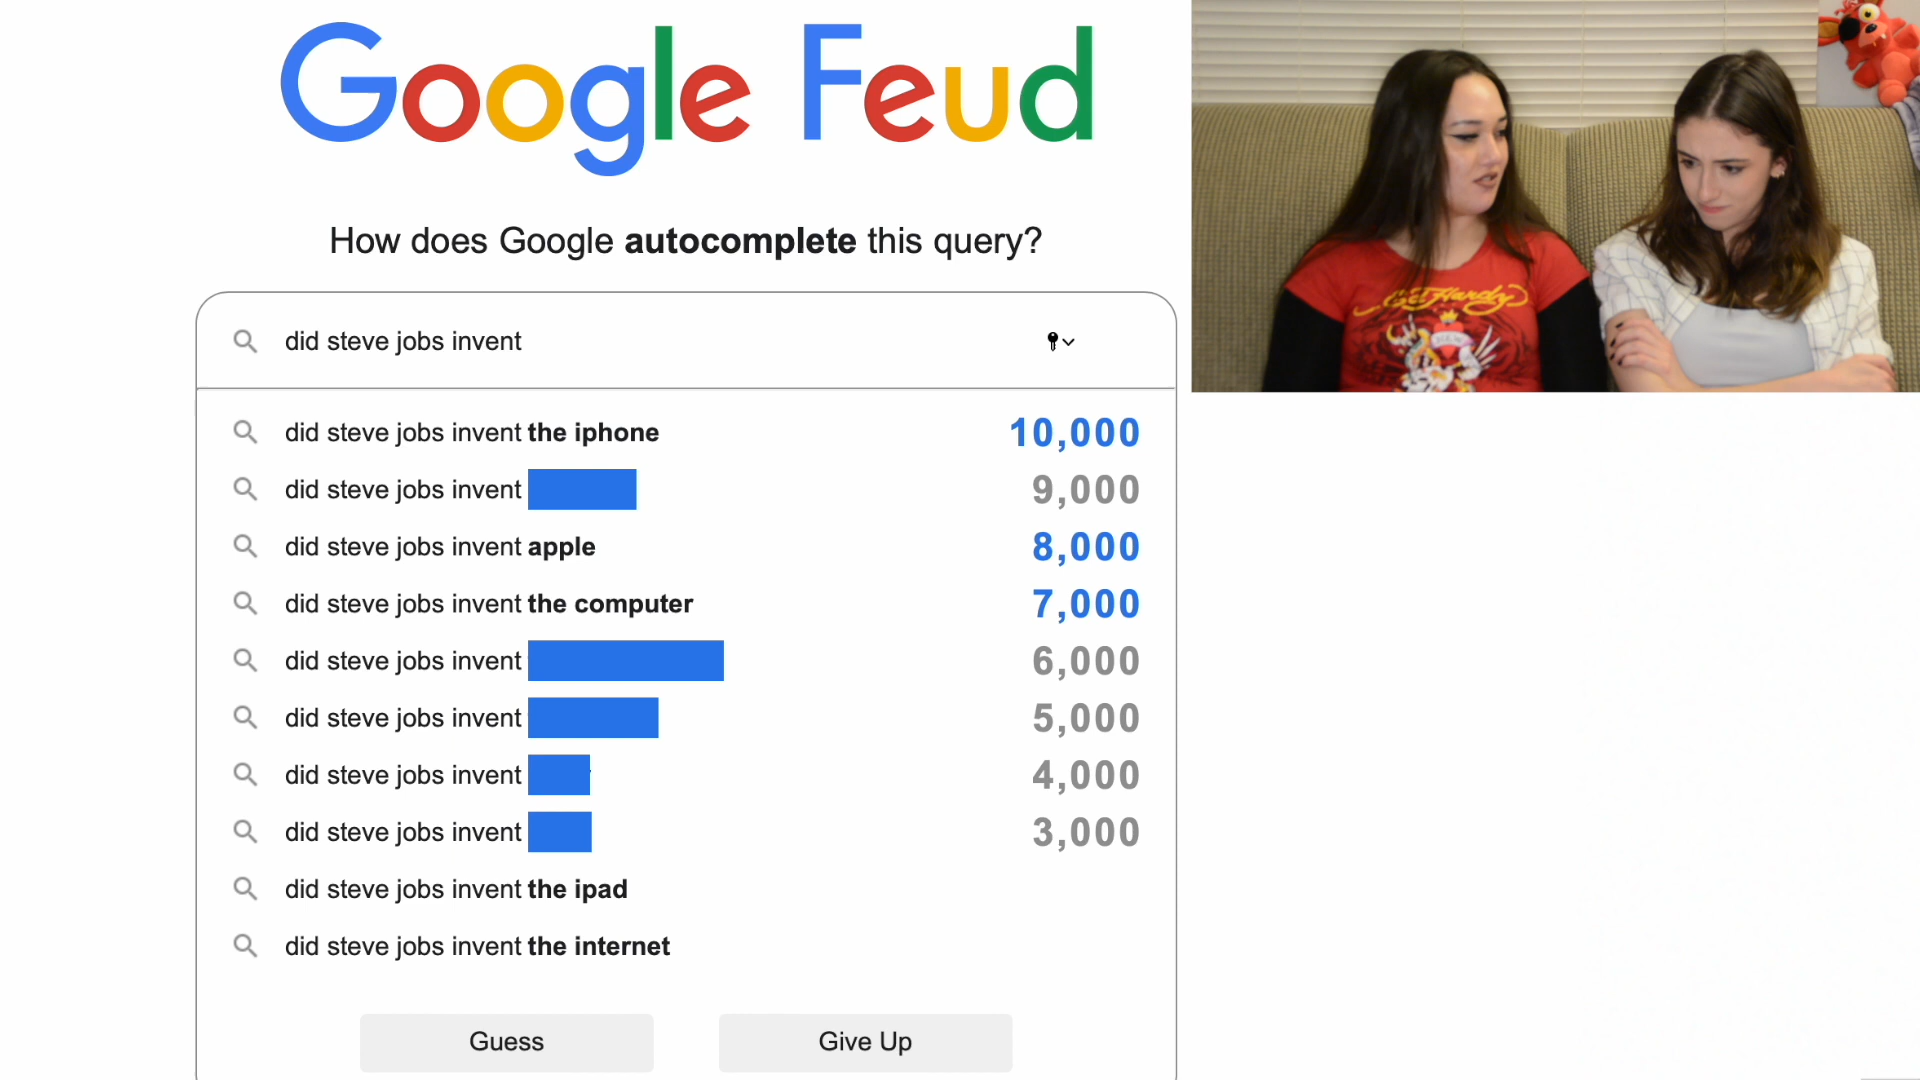 Google Feud
How does Google autocomplete this query?
did steve jobs invent
did steve jobs invent the iphone 10,000
did steve jobs invent 9,000
did steve jobs invent apple 8,000
did steve jobs invent the computer 7,000
did steve jobs invent 6,000
did steve jobs invent 5,000
did steve jobs invent 4,000
did steve jobs invent 3,000
did steve jobs invent the ipad
did steve jobs invent the internet
Guess Give Up
Ed Hardy